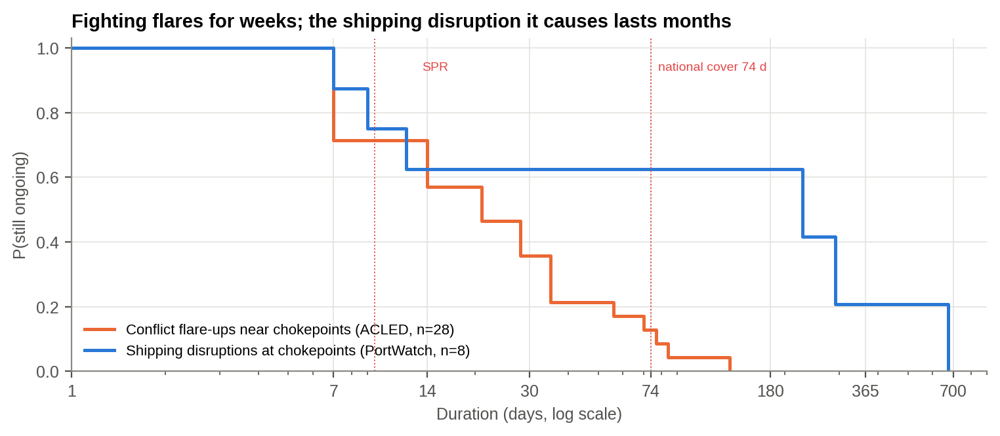 Fighting flares for weeks; the shipping disruption it causes lasts months
1.0
0.8
0.6
0.4
0.2
0.0
P(still ongoing)
SPR
national cover 74 d
Conflict flare-ups near chokepoints (ACLED, n=28)
Shipping disruptions at chokepoints (PortWatch, n=8)
1 7 14 30 74 180 365 700
Duration (days, log scale)